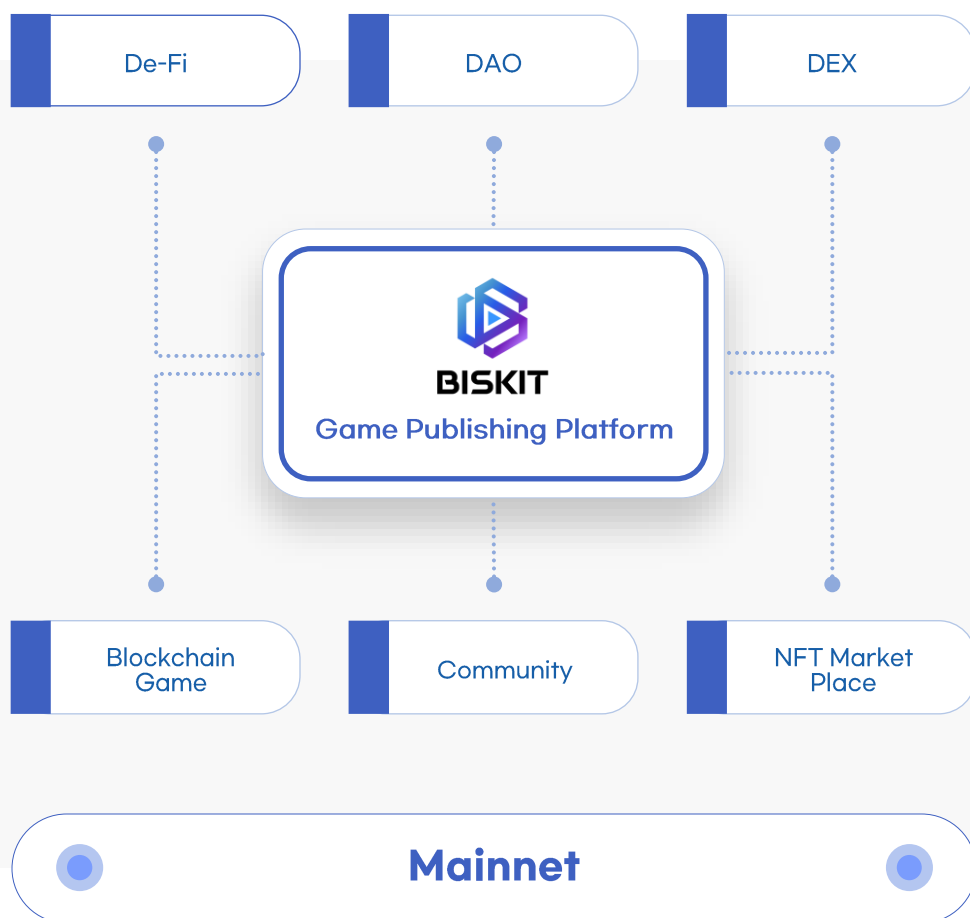 De-Fi
DAO
DEX
BISKIT
Game Publishing Platform
Blockchain
Game
Community
NFT Market
Place
Mainnet